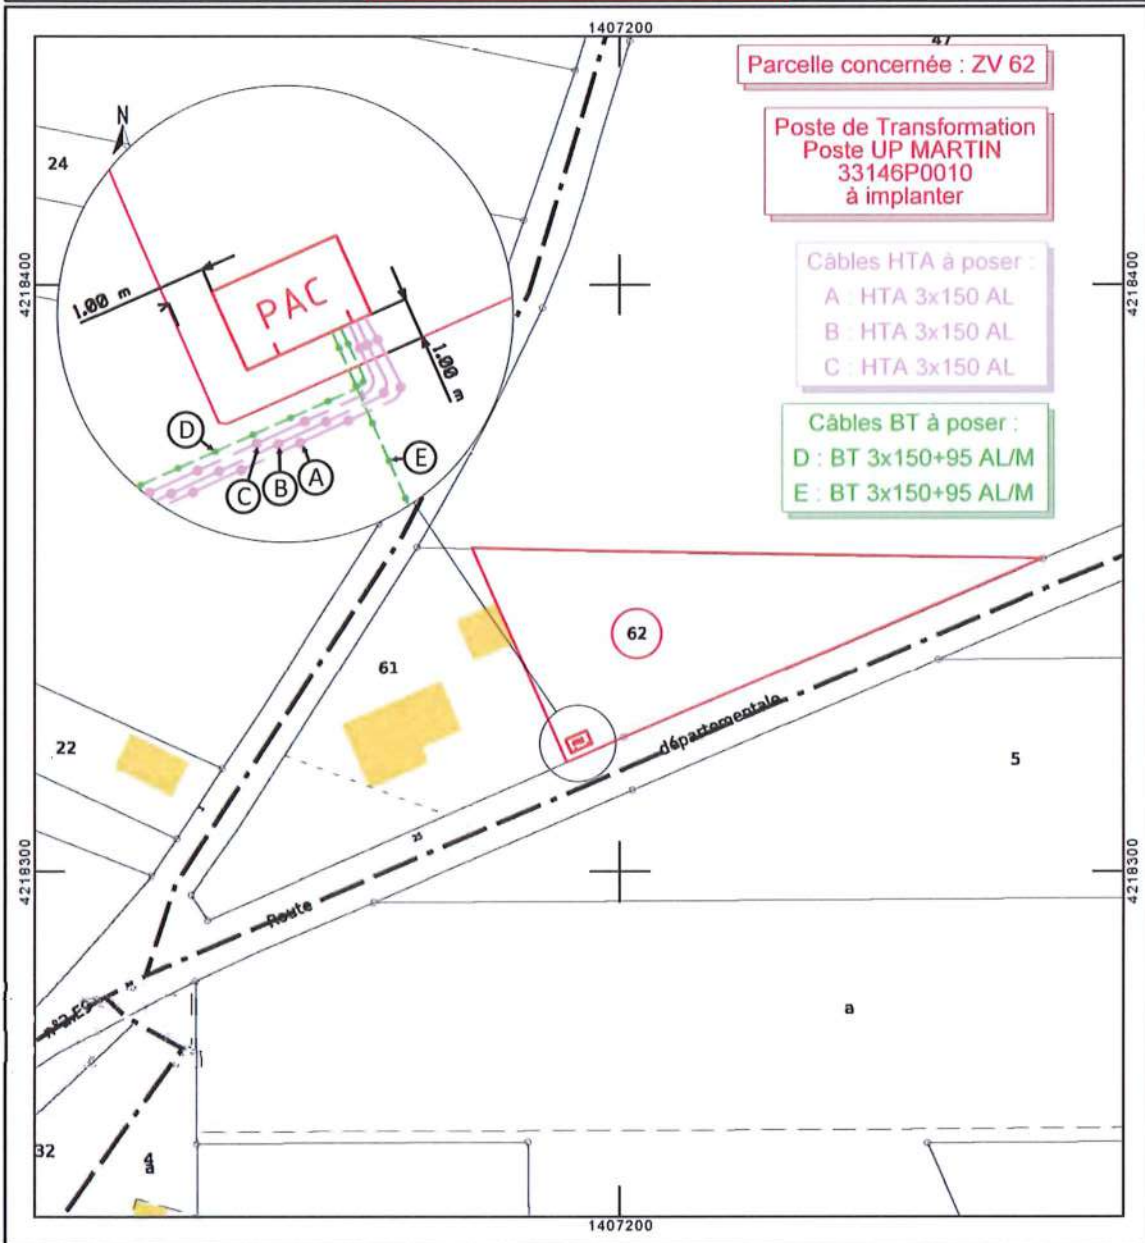 1407200
47
Parcelle concernée : ZV 62
Poste de Transformation
Poste UP MARTIN
33146P0010
à implanter
Câbles HTA à poser :
A : HTA 3x150 AL
B : HTA 3x150 AL
C : HTA 3x150 AL
Câbles BT à poser :
D : BT 3x150+95 AL/M
E : BT 3x150+95 AL/M
N
24
4218400
4218400
1.00 m
PAC
1.00 m
D
E
C
B
A
62
61
22
départementale
5
25
4218300
4218300
Route
n°2.E9
a
32
4
a
1407200